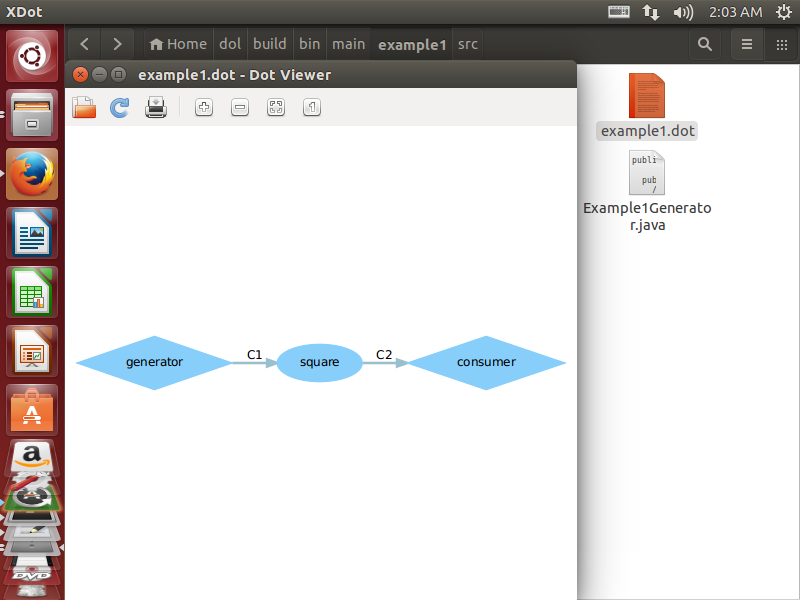 XDot
2:03 AM
Home dol build bin main example1 src
example1.dot - Dot Viewer
example1.dot
publi
pub
/
Example1Generato
r.java
generator C1 square C2 consumer
a
DVD